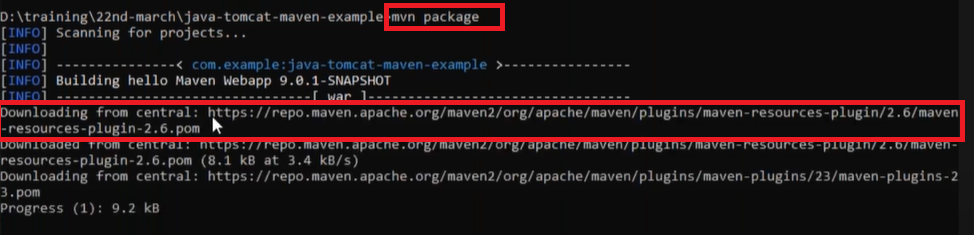 D:\training\22nd-march\java-tomcat-maven-example>mvn package
[INFO] Scanning for projects...
[INFO]
[INFO] ---------------< com.example:java-tomcat-maven-example >----------------
[INFO] Building hello Maven Webapp 9.0.1-SNAPSHOT
[INFO] --------------------------------[ war ]---------------------------------
Downloading from central: https://repo.maven.apache.org/maven2/org/apache/maven/plugins/maven-resources-plugin/2.6/maven
-resources-plugin-2.6.pom
Downloaded from central: https://repo.maven.apache.org/maven2/org/apache/maven/plugins/maven-resources-plugin/2.6/maven-
resources-plugin-2.6.pom (8.1 kB at 3.4 kB/s)
Downloading from central: https://repo.maven.apache.org/maven2/org/apache/maven/plugins/maven-plugins/23/maven-plugins-2
3.pom
Progress (1): 9.2 kB